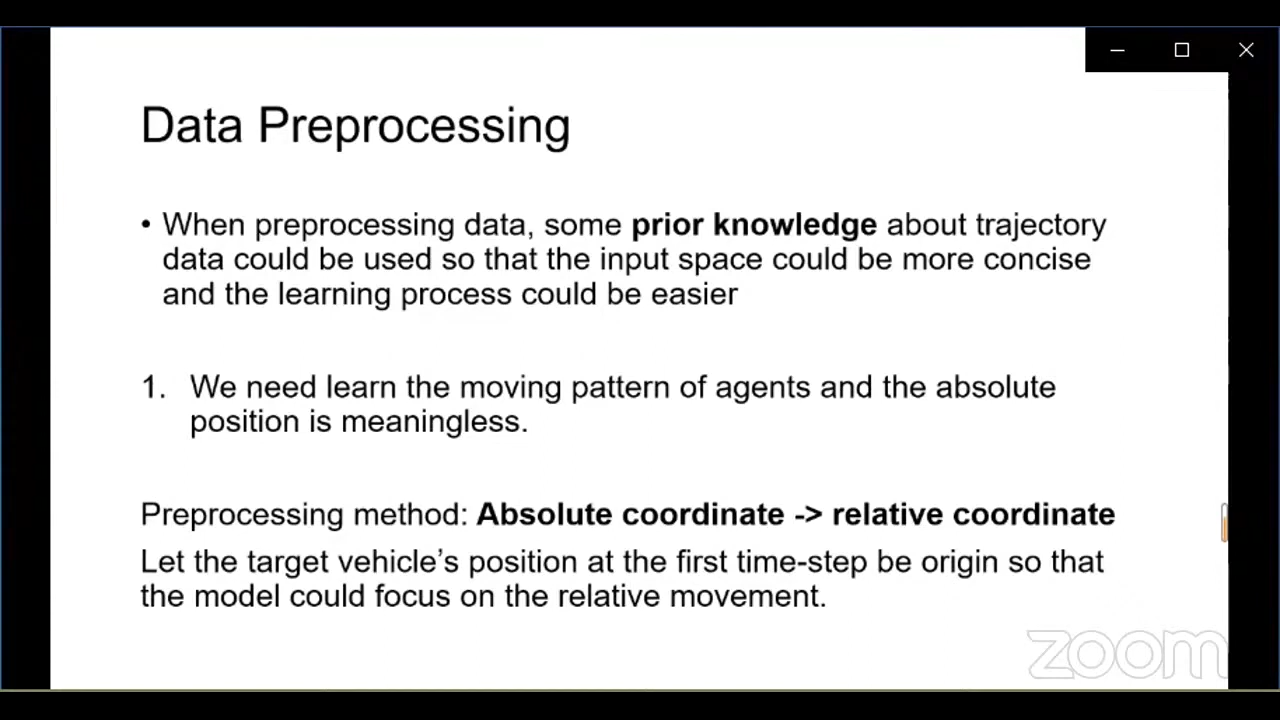 Data Preprocessing
• When preprocessing data, some prior knowledge about trajectory
data could be used so that the input space could be more concise
and the learning process could be easier
1. We need learn the moving pattern of agents and the absolute
position is meaningless.
Preprocessing method: Absolute coordinate -> relative coordinate
Let the target vehicle’s position at the first time-step be origin so that
the model could focus on the relative movement.
zoom